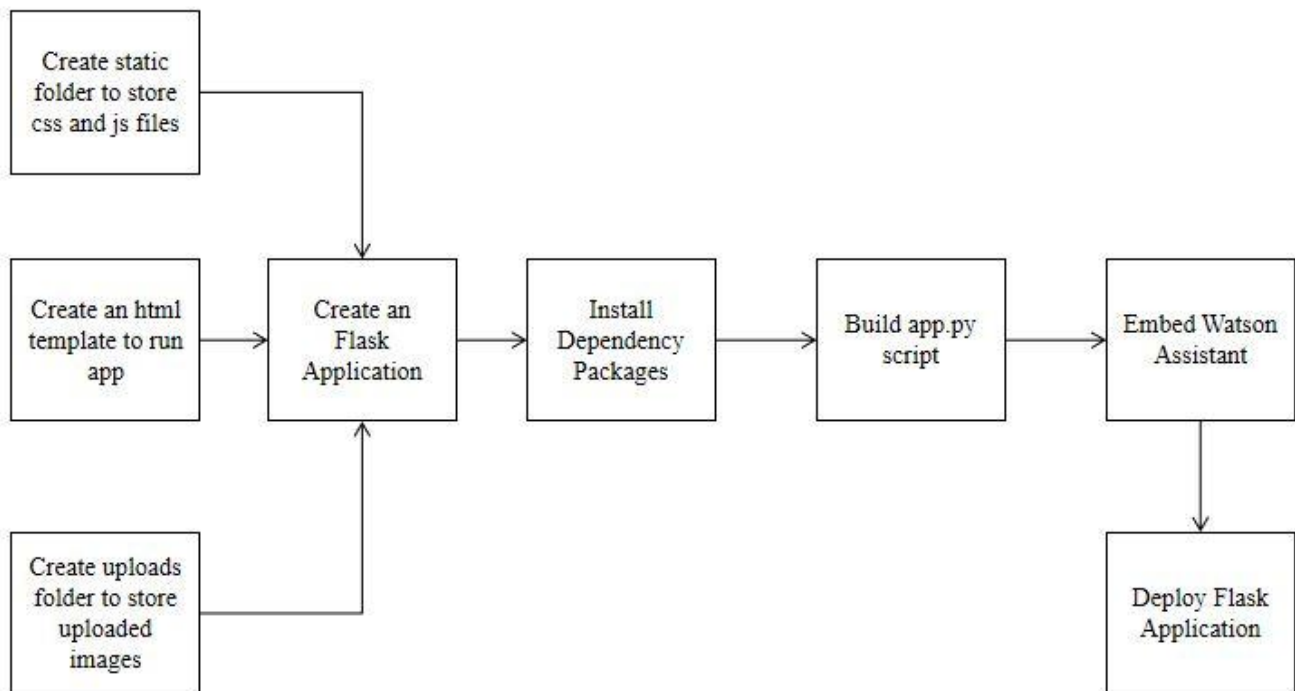 Create static
folder to store
css and js files
Create an html
template to run
app
Create an
Flask
Application
Install
Dependency
Packages
Build app.py
script
Embed Watson
Assistant
Create uploads
folder to store
uploaded
images
Deploy Flask
Application